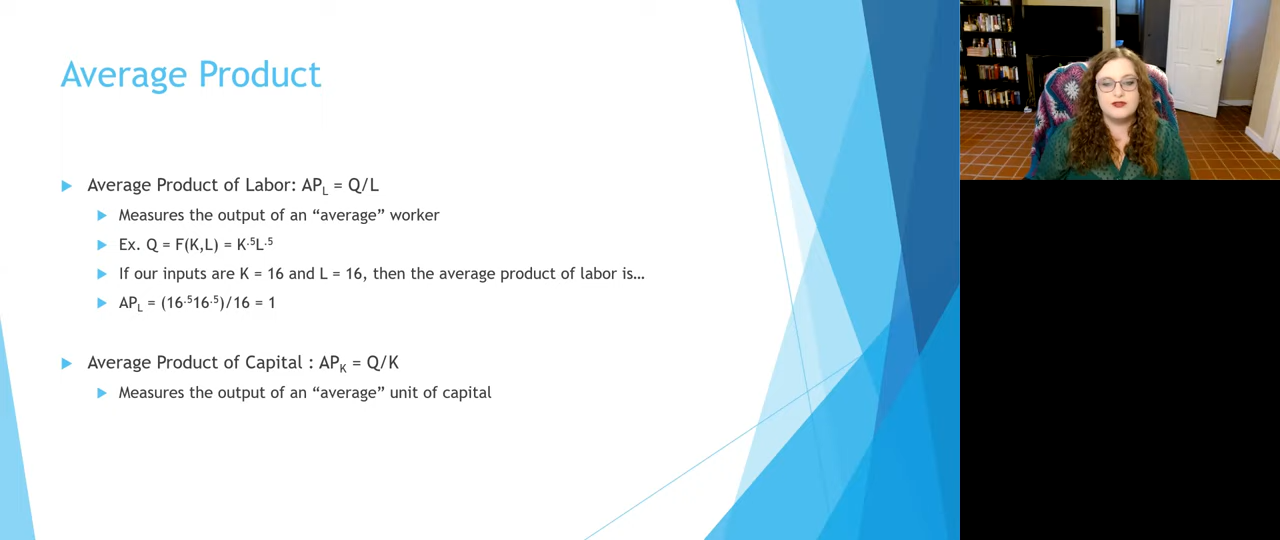 Average Product
Average Product of Labor: APL = Q/L
Measures the output of an “average” worker
Ex. Q = F(K,L) = K.5L.5
If our inputs are K = 16 and L = 16, then the average product of labor is…
APL = (16.516.5)/16 = 1
Average Product of Capital : APK = Q/K
Measures the output of an “average” unit of capital